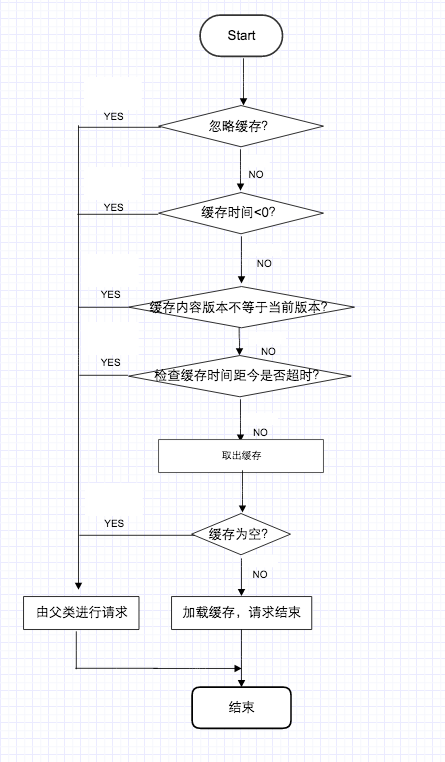 Start
YES
忽略缓存?
NO
YES
缓存时间<0?
NO
YES
缓存内容版本不等于当前版本?
NO
YES
检查缓存时间距今是否超时?
NO
取出缓存
YES
缓存为空?
NO
由父类进行请求
加载缓存，请求结束
结束